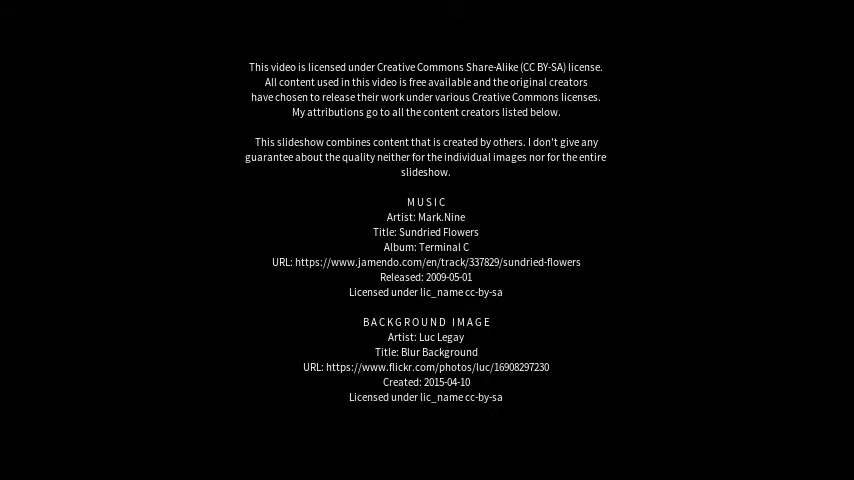 This video is licensed under Creative Commons Share-Alike (CC BY-SA) license.
All content used in this video is free available and the original creators
have chosen to release their work under various Creative Commons licenses.
My attributions go to all the content creators listed below.
This slideshow combines content that is created by others. I don't give any
guarantee about the quality neither for the individual images nor for the entire
slideshow.
MUSIC
Artist: Mark.Nine
Title: Sundried Flowers
Album: Terminal C
URL: https://www.jamendo.com/en/track/337829/sundried-flowers
Released: 2009-05-01
Licensed under lic_name cc-by-sa
BACKGROUND IMAGE
Artist: Luc Legay
Title: Blur Background
URL: https://www.flickr.com/photos/luc/16908297230
Created: 2015-04-10
Licensed under lic_name cc-by-sa